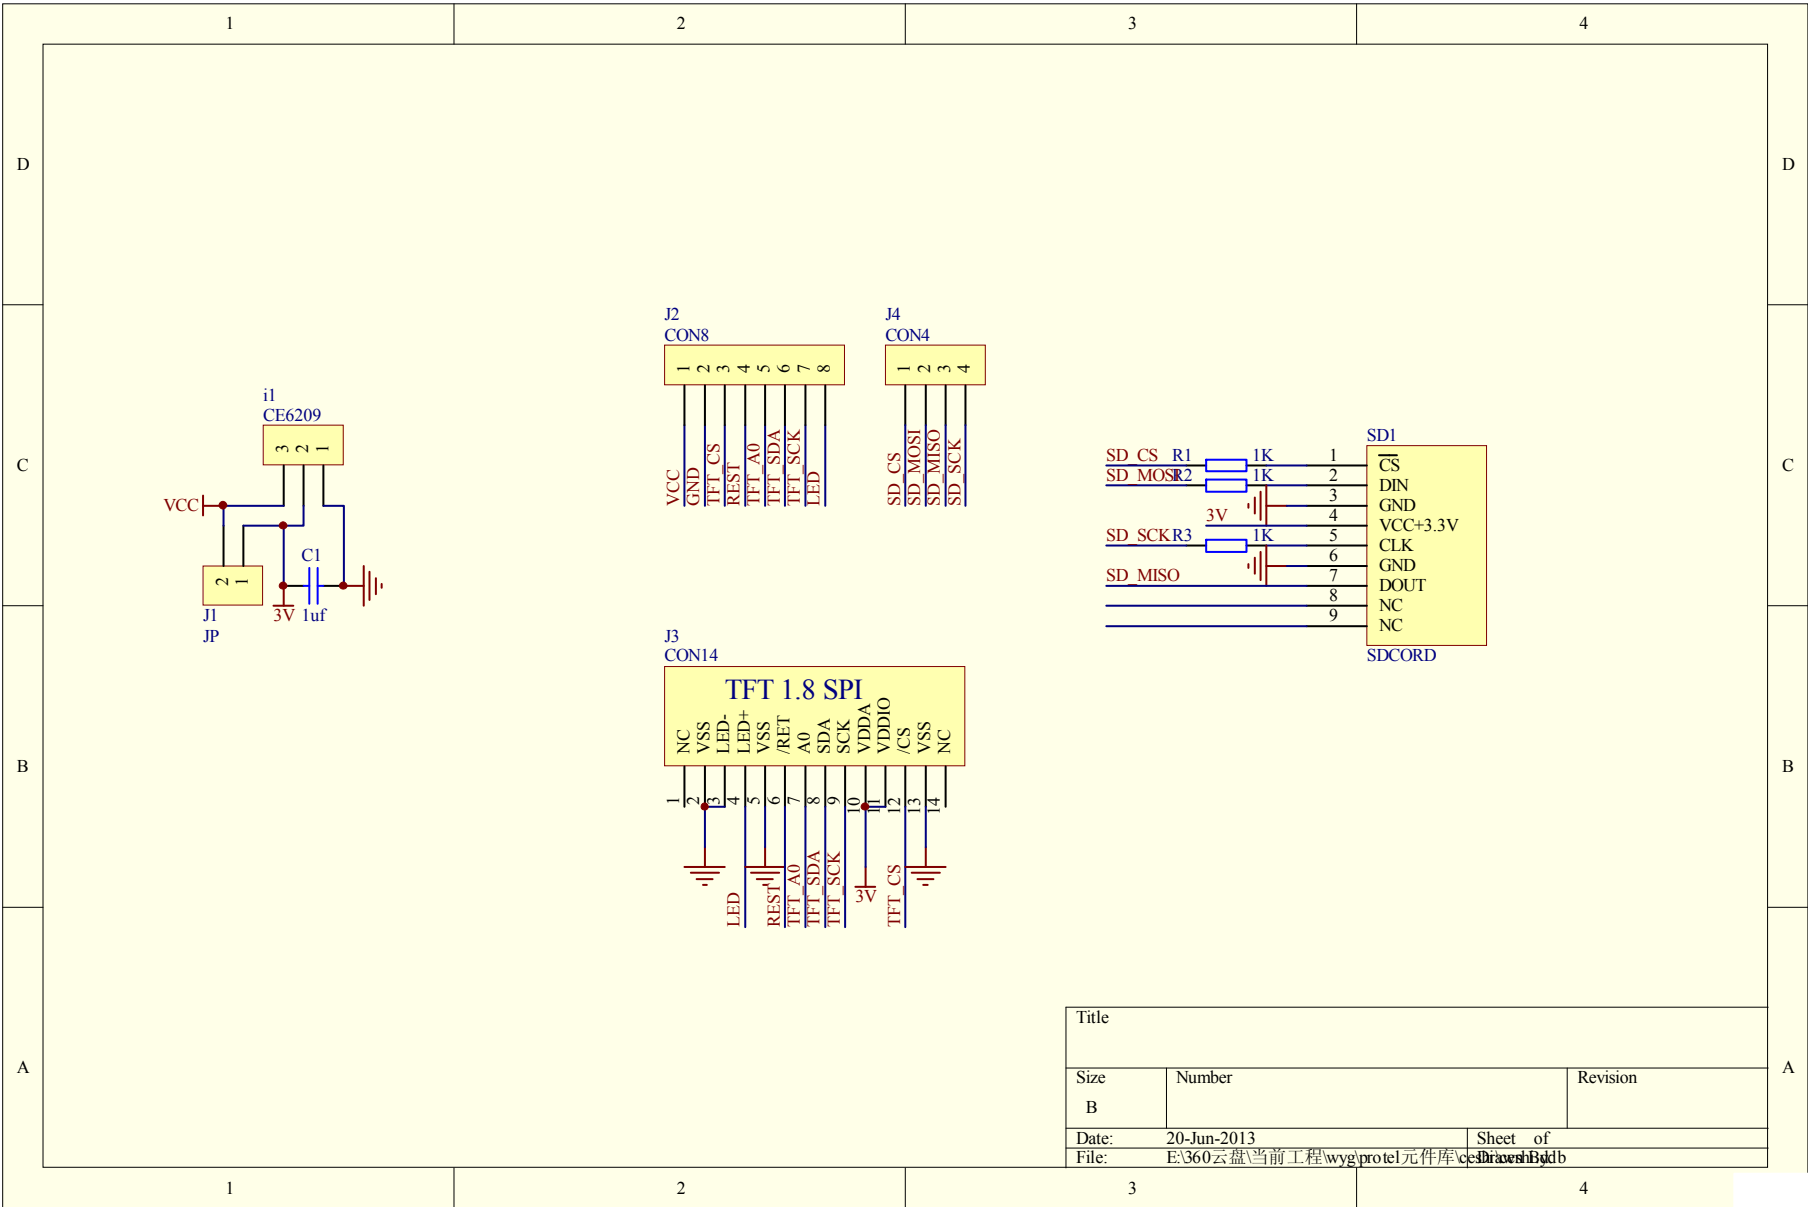 1 2 3 4
D D
J2 J4
CON8 CON4
1 2 3 4 5 6 7 8
1 2 3 4
VCC
GND
TFT_CS
REST
TFT_A0
TFT_SDA
TFT_SCK
LED
SD_CS
SD_MOSI
SD_MISO
SD_SCK
i1
CE6209
3 2 1
VCC
C1
2 1
3V 1uf
J1
JP
C C
SD1
SD_CS R1 1K 1 CS
SD_MOSI R2 1K 2 DIN
3 GND
3V 4 VCC+3.3V
SD_SCK R3 1K 5 CLK
6 GND
SD_MISO 7 DOUT
8 NC
9 NC
SDCORD
J3
CON14
TFT 1.8 SPI
NC
VSS
LED-
LED+
VSS
/RET
A0
SDA
SCK
VDDA
VDDIO
/CS
VSS
NC
1 2 3 4 5 6 7 8 9 10 11 12 13 14
LED
REST
TFT_A0
TFT_SDA
TFT_SCK
3V
TFT_CS
B B
A A
Title
Size Number Revision
B
Date: 20-Jun-2013 Sheet of
File: E:\360云盘\当前工程\wyg\protel元件库\
Drawn By:
1 2 3 4